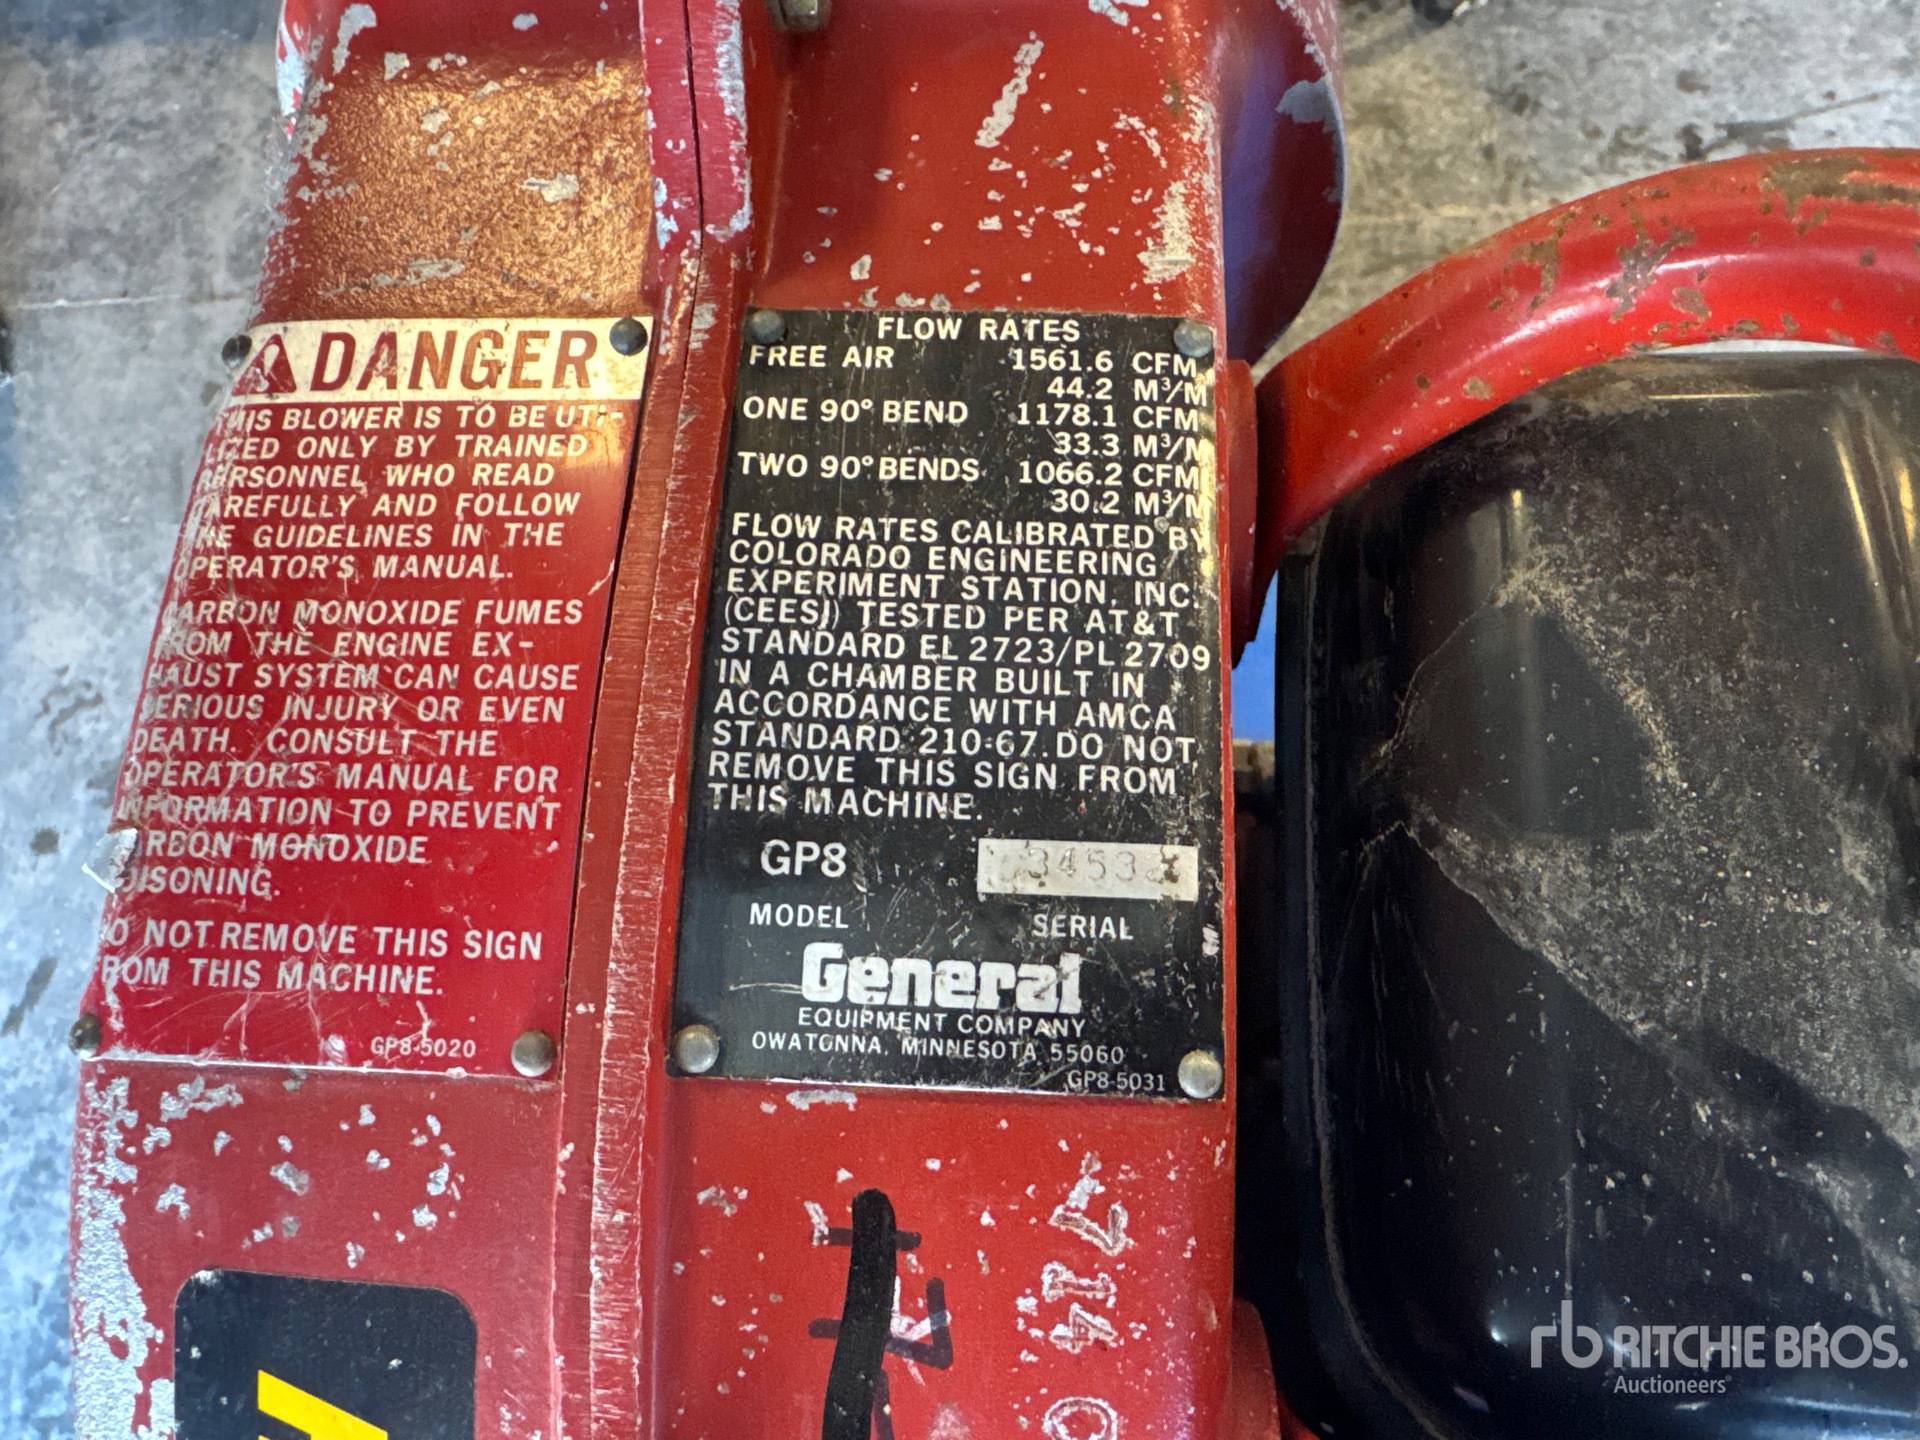 DANGER
THIS BLOWER IS TO BE UTI-
LIZED ONLY BY TRAINED
PERSONNEL WHO READ
CAREFULLY AND FOLLOW
THE GUIDELINES IN THE
OPERATOR'S MANUAL.
CARBON MONOXIDE FUMES
FROM THE ENGINE EX-
HAUST SYSTEM CAN CAUSE
SERIOUS INJURY OR EVEN
DEATH. CONSULT THE
OPERATOR'S MANUAL FOR
INFORMATION TO PREVENT
CARBON MONOXIDE
POISONING.
DO NOT REMOVE THIS SIGN
FROM THIS MACHINE.
GP8-5020
FLOW RATES
FREE AIR 1561.6 CFM
44.2 M³/M
ONE 90° BEND 1178.1 CFM
33.3 M³/M
TWO 90° BENDS 1066.2 CFM
30.2 M³/M
FLOW RATES CALIBRATED BY
COLORADO ENGINEERING
EXPERIMENT STATION, INC.
(CEESI) TESTED PER AT&T
STANDARD EL 2723/PL 2709
IN A CHAMBER BUILT IN
ACCORDANCE WITH AMCA
STANDARD 210-67. DO NOT
REMOVE THIS SIGN FROM
THIS MACHINE.
GP8
MODEL SERIAL
General
EQUIPMENT COMPANY
OWATONNA, MINNESOTA 55060
GP8-5031
714
rb RITCHIE BROS.
Auctioneers